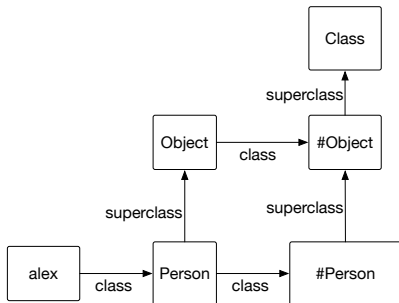 Class
superclass
Object
class
#Object
superclass
superclass
alex
class
Person
class
#Person